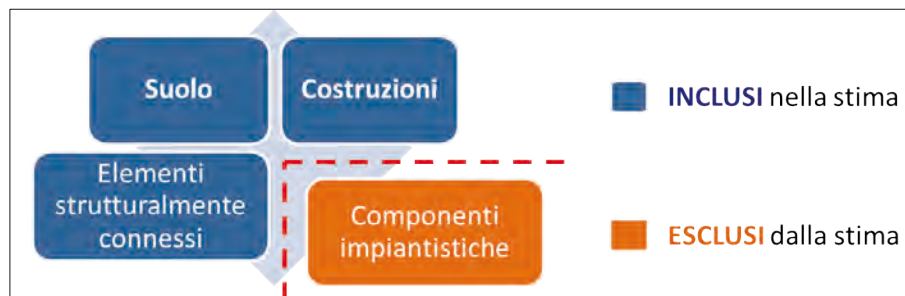 Suolo
Costruzioni
Elementi
strutturalmente
connessi
Componenti
impiantistiche
INCLUSI nella stima
ESCLUSI dalla stima